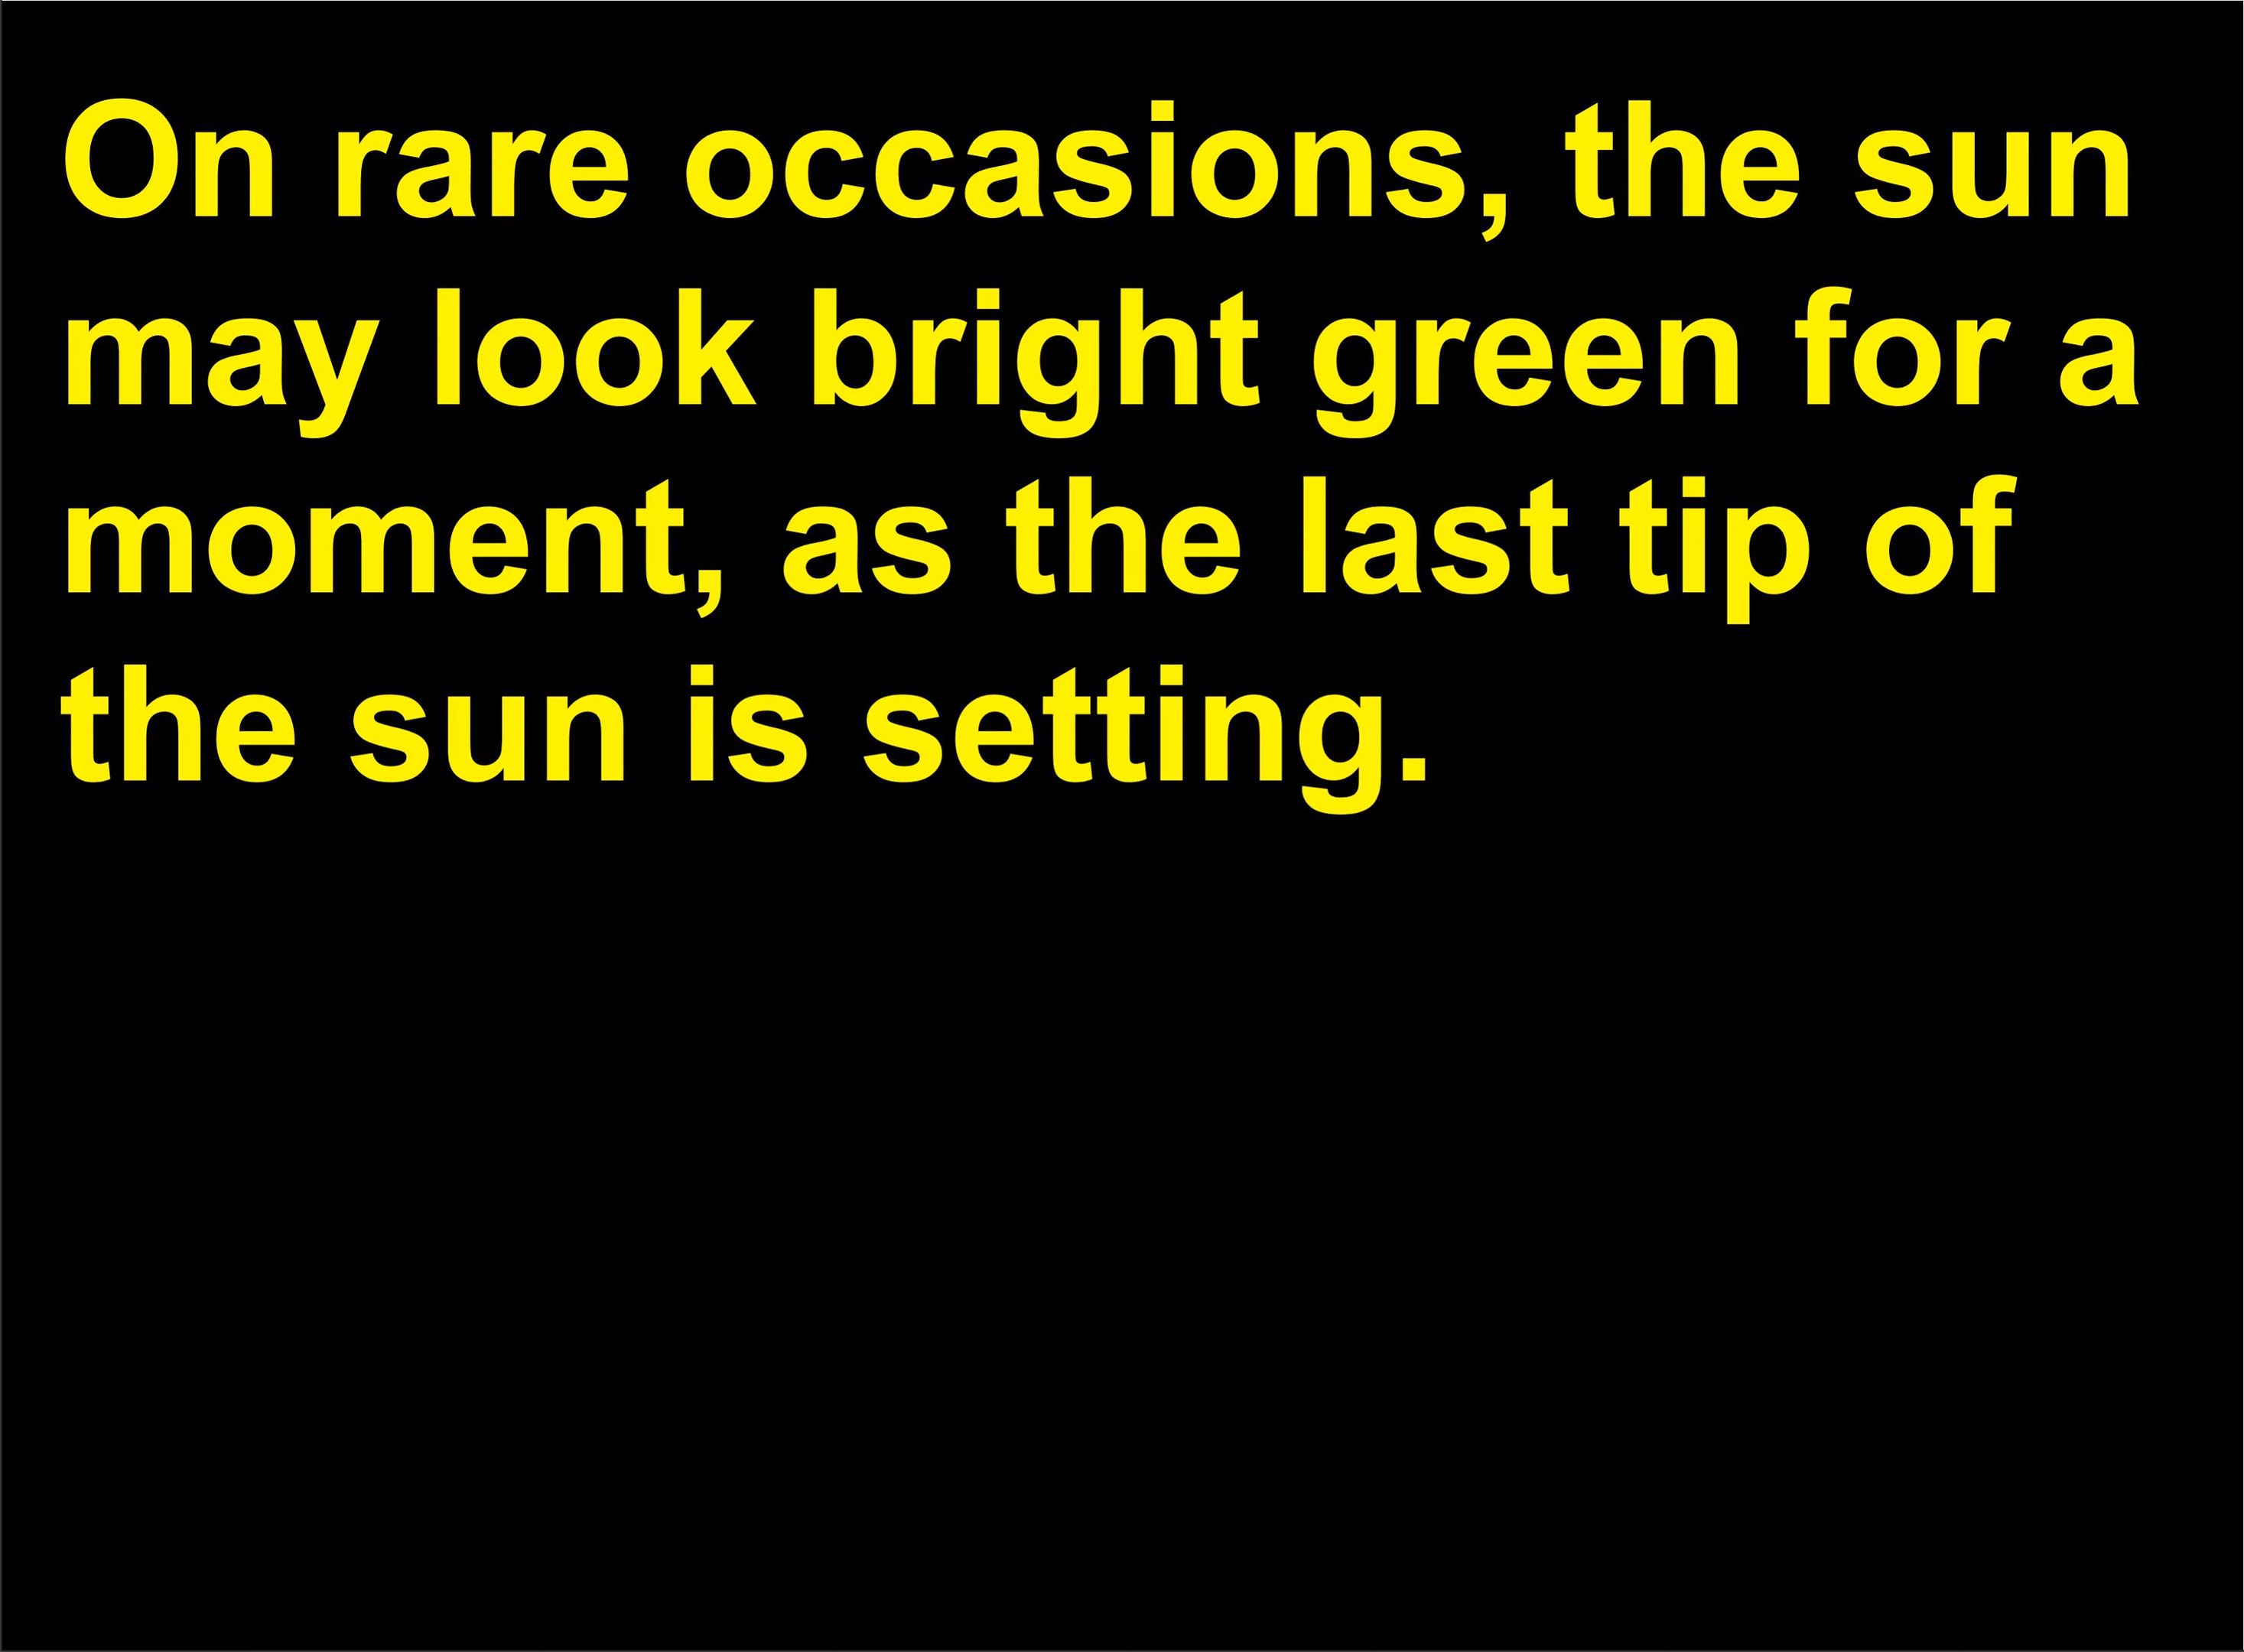 On rare occasions, the sun
may look bright green for a
moment, as the last tip of
the sun is setting.